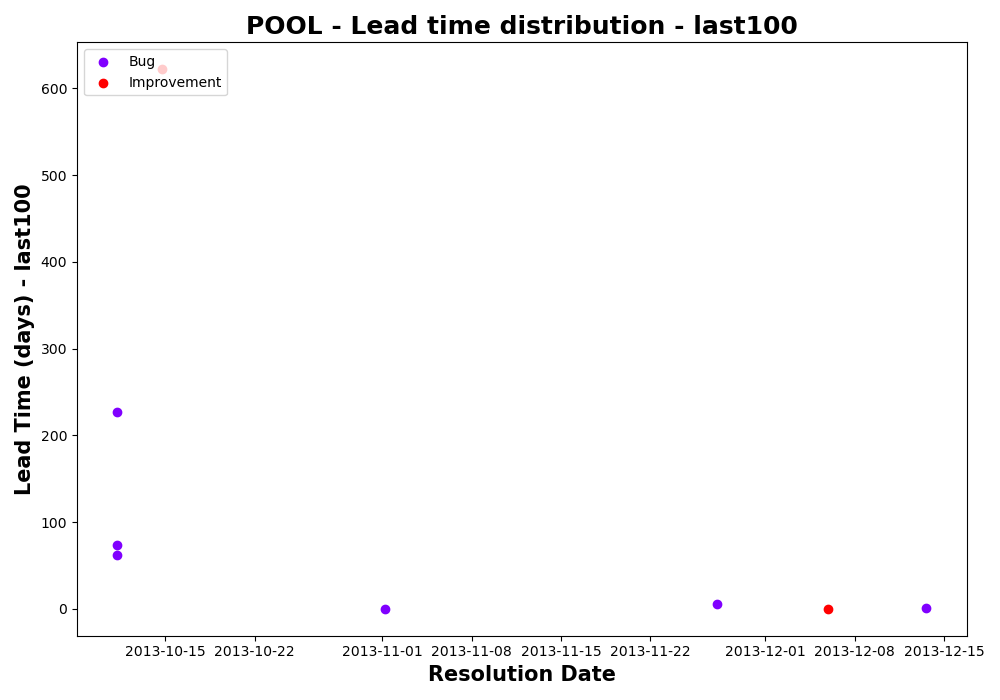 POOL - Lead time distribution - last100
Bug
Improvement
600
500
400
300
200
100
0
Lead Time (days) - last100
2013-10-15 2013-10-22 2013-11-01 2013-11-08 2013-11-15 2013-11-22 2013-12-01 2013-12-08 2013-12-15
Resolution Date